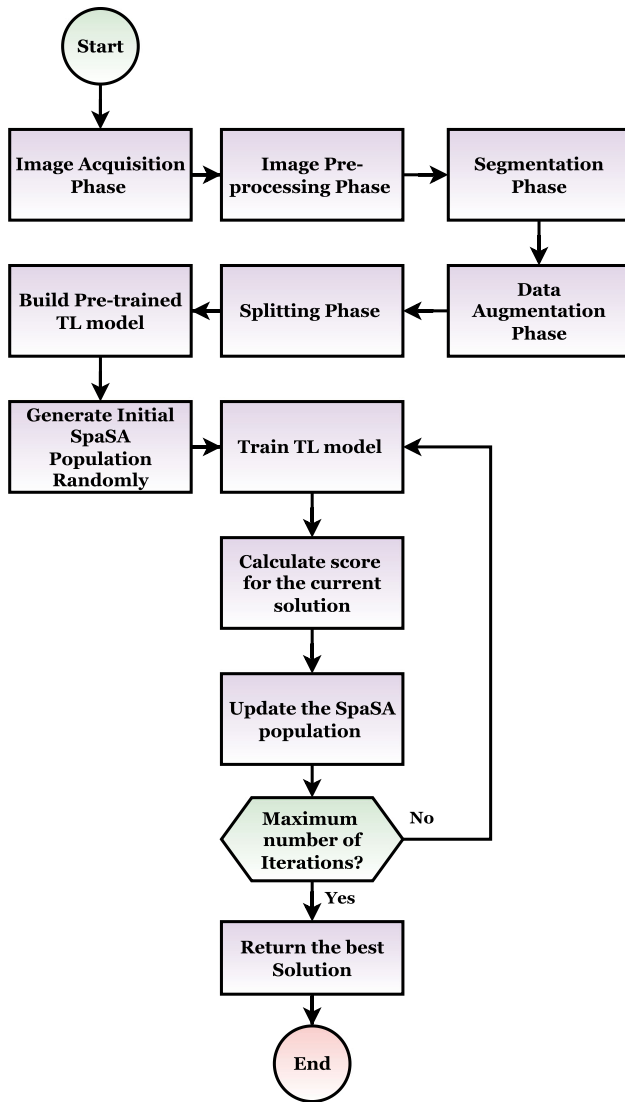 Start
Image Acquisition
Phase
Image Pre-
processing Phase
Segmentation
Phase
Data
Augmentation
Phase
Splitting Phase
Build Pre-trained
TL model
Generate Initial
SpaSA
Population
Randomly
Train TL model
Calculate score
for the current
solution
Update the SpaSA
population
Maximum
number of
Iterations?
No
Yes
Return the best
Solution
End